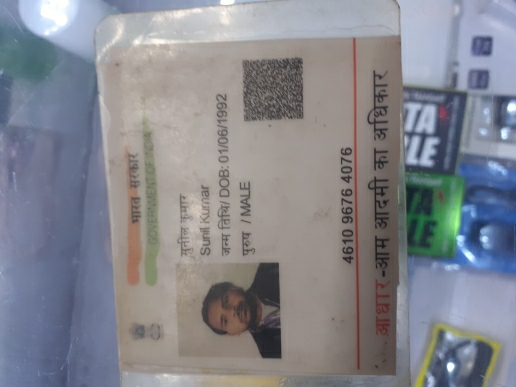 भारत सरकार
GOVERNMENT OF INDIA
सुनील कुमार
Sunil Kumar
जन्म तिथि/ DOB: 01/06/1992
पुरुष / MALE
4610 9676 4076
आधार-आम आदमी का अधिकार